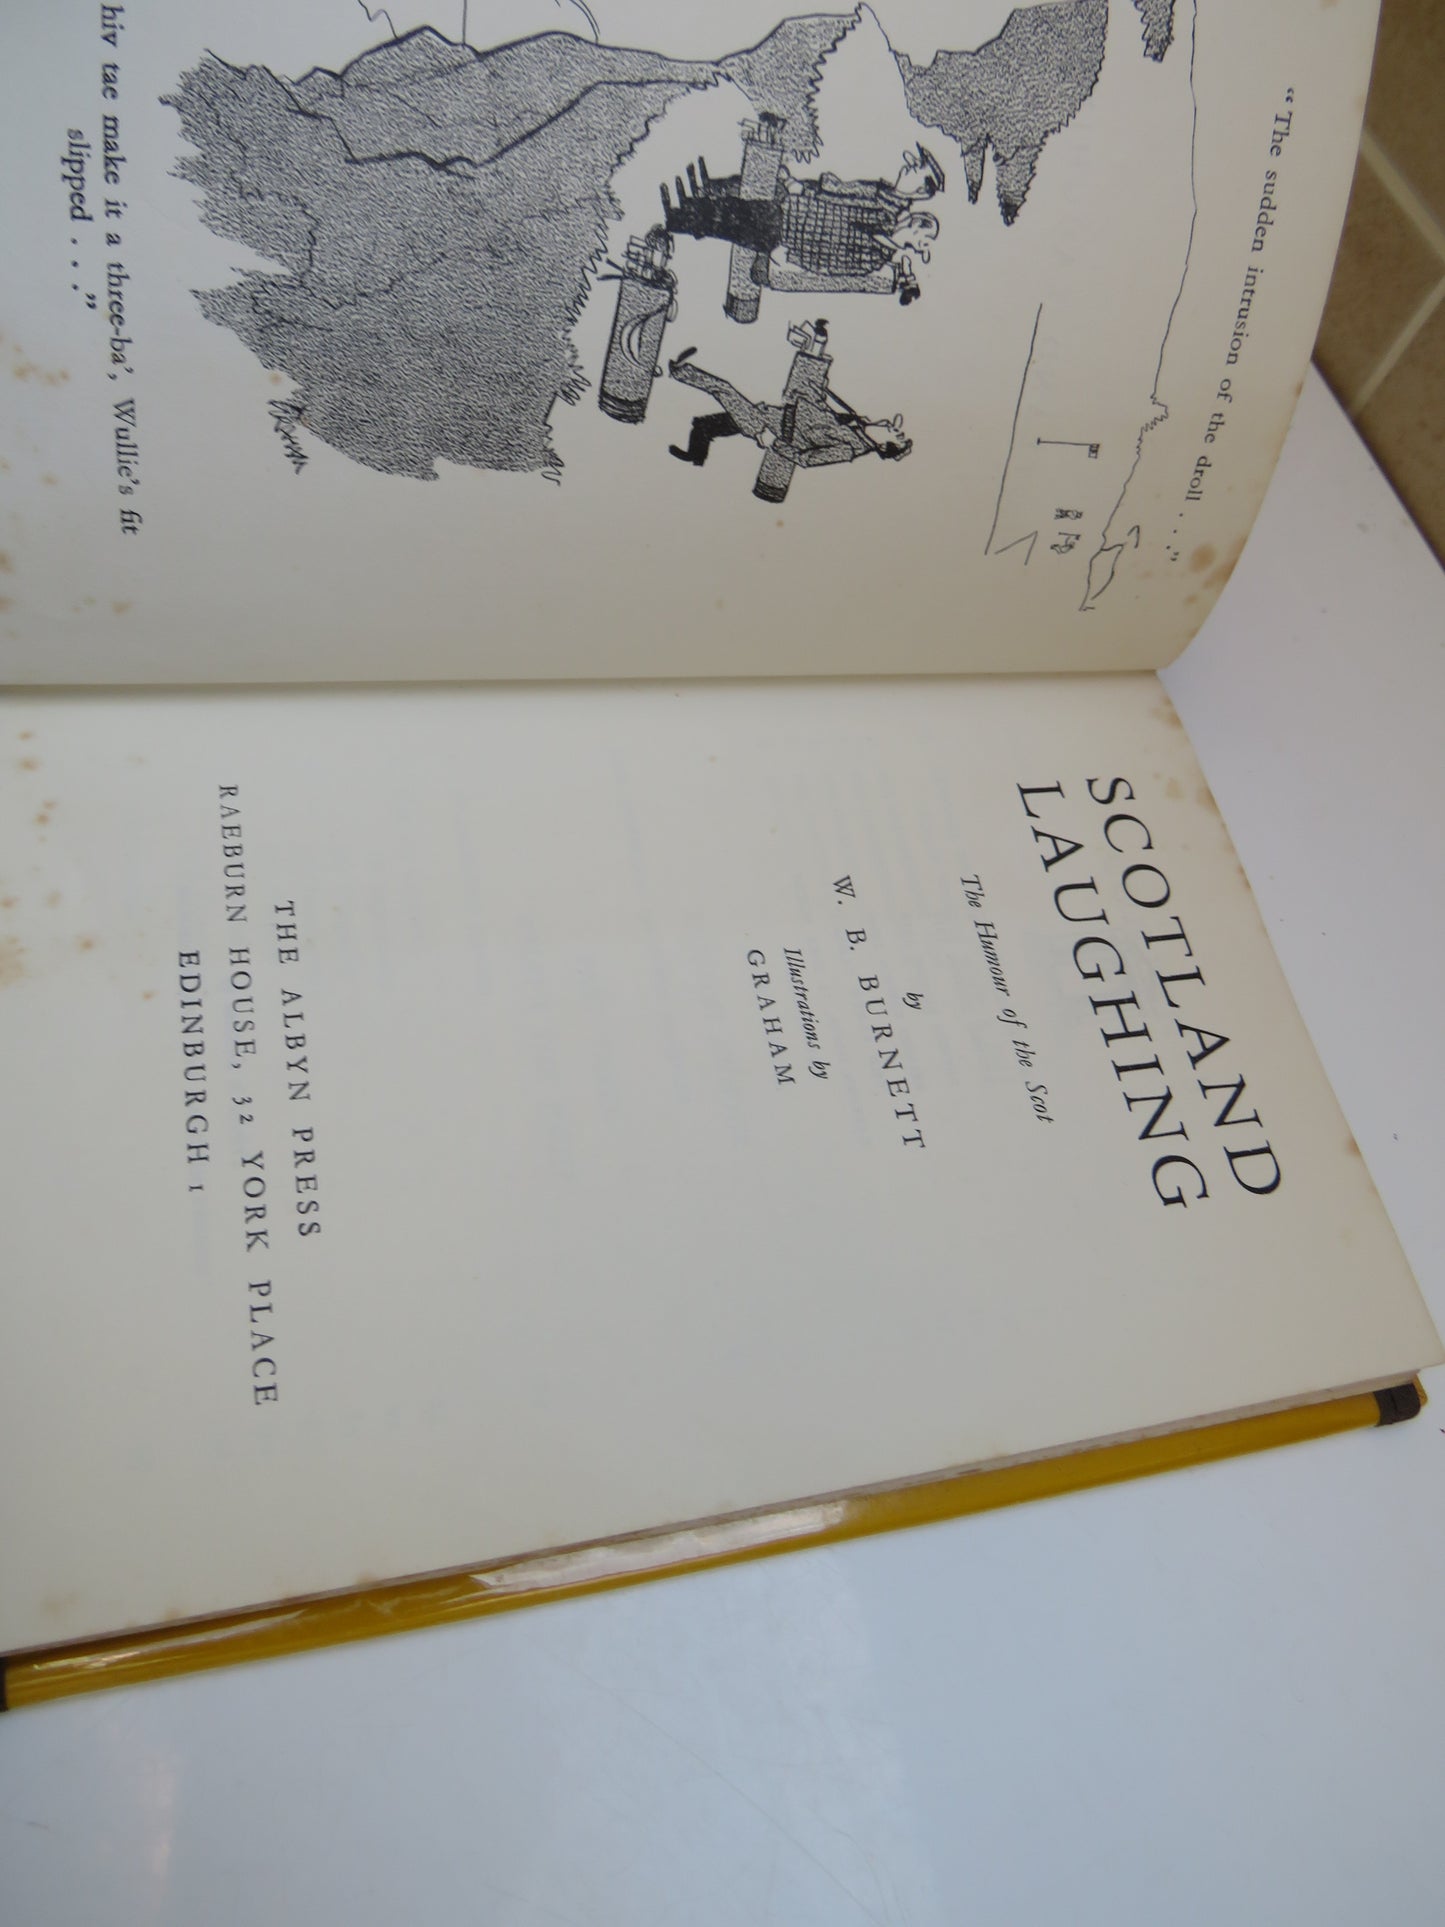 “The sudden intrusion of the droll . . .”
hiv tae make it a three-ba’, Wullie’s fit
slipped . . .”
SCOTLAND
LAUGHING
The Humour of the Scot
by
W. B. BURNETT
Illustrations by
GRAHAM
THE ALBYN PRESS
RAEBURN HOUSE, 32 YORK PLACE
EDINBURGH 1